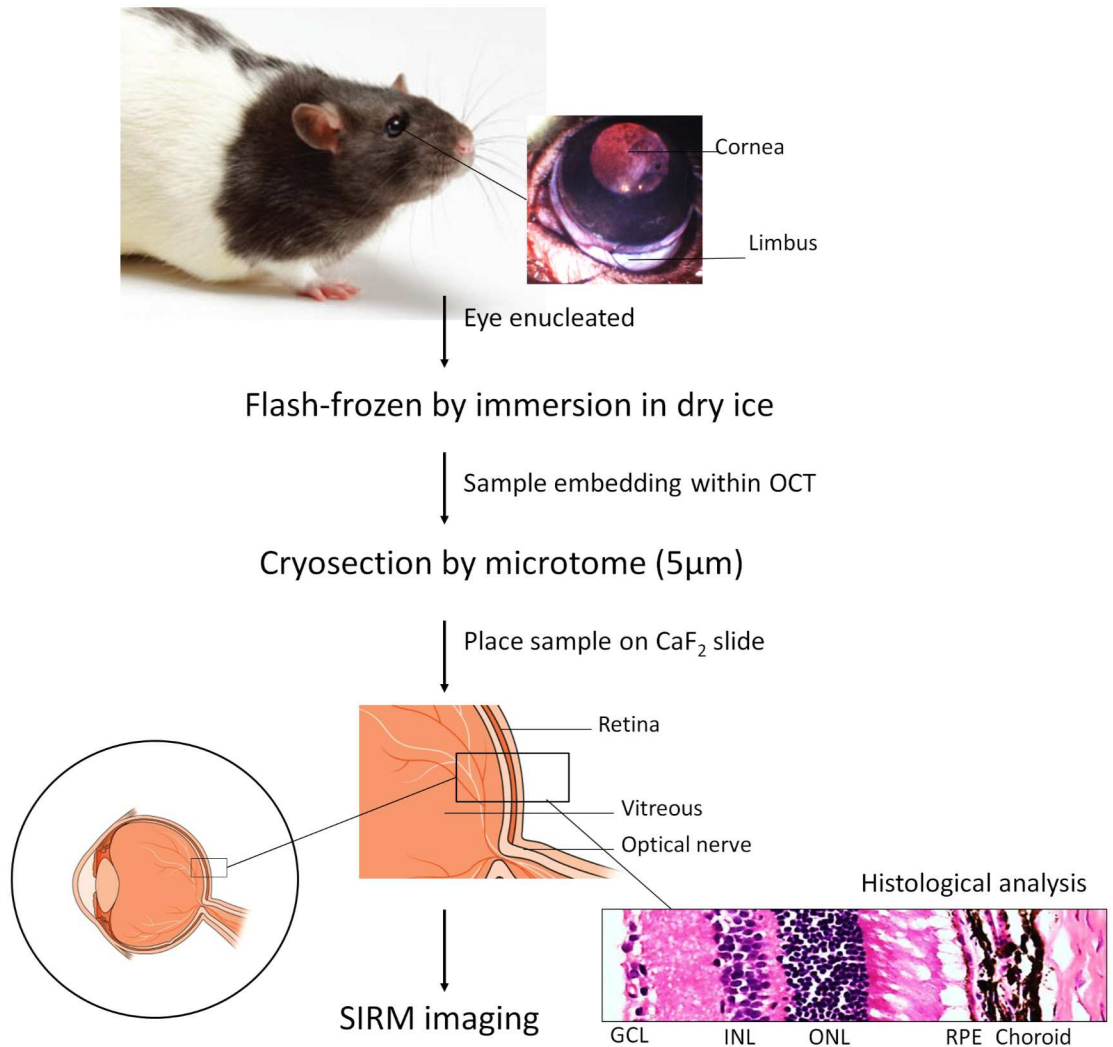 Cornea
Limbus
Eye enucleated
Flash-frozen by immersion in dry ice
Sample embedding within OCT
Cryosection by microtome (5µm)
Place sample on CaF₂ slide
Retina
Vitreous
Optical nerve
Histological analysis
SIRM imaging
GCL INL ONL RPE Choroid